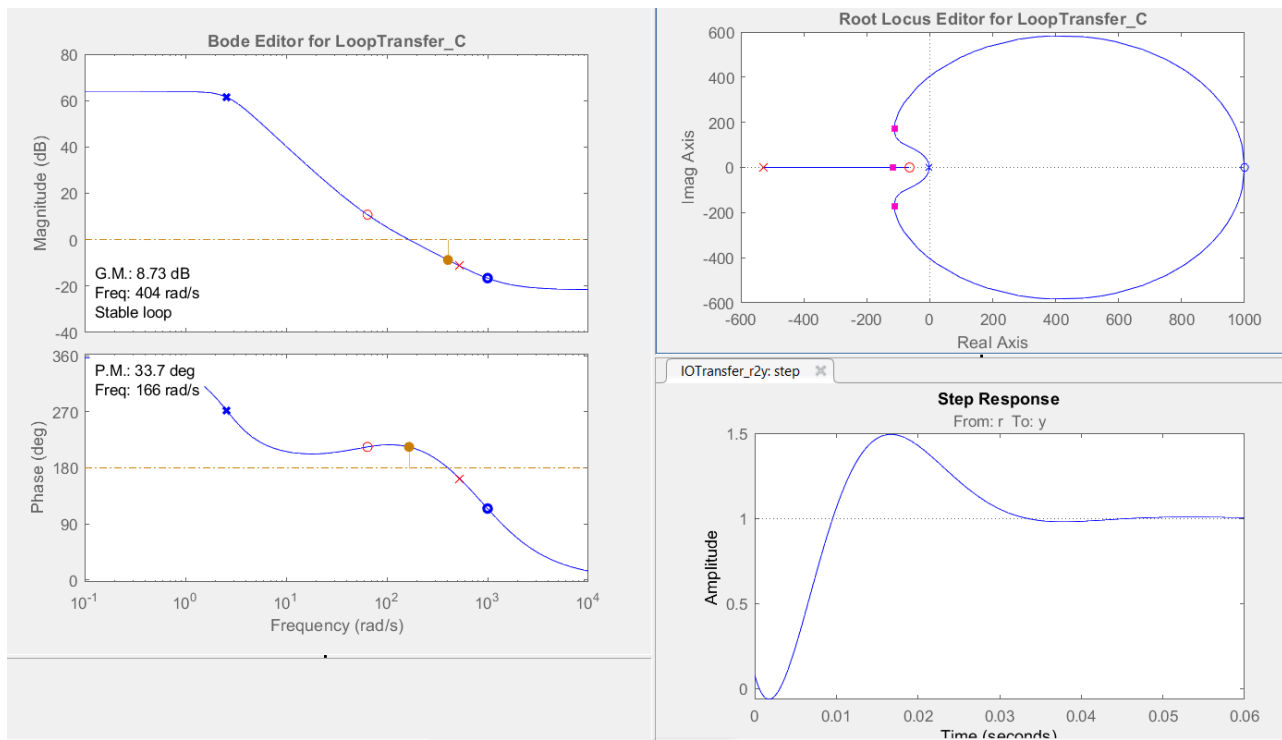 Bode Editor for LoopTransfer_C
80
60
40
20
0
-20
-40
Magnitude (dB)
G.M.: 8.73 dB
Freq: 404 rad/s
Stable loop
360
270
180
90
0
Phase (deg)
P.M.: 33.7 deg
Freq: 166 rad/s
10^-1
10^0
10^1
10^2
10^3
10^4
Frequency (rad/s)
Root Locus Editor for LoopTransfer_C
600
400
200
0
-200
-400
-600
Imag Axis
-600 -400 -200 0 200 400 600 800 1000
Real Axis
IOTransfer_r2y: step
Step Response
From: r To: y
1.5
1
0.5
0
Amplitude
0 0.01 0.02 0.03 0.04 0.05 0.06
Time (seconds)